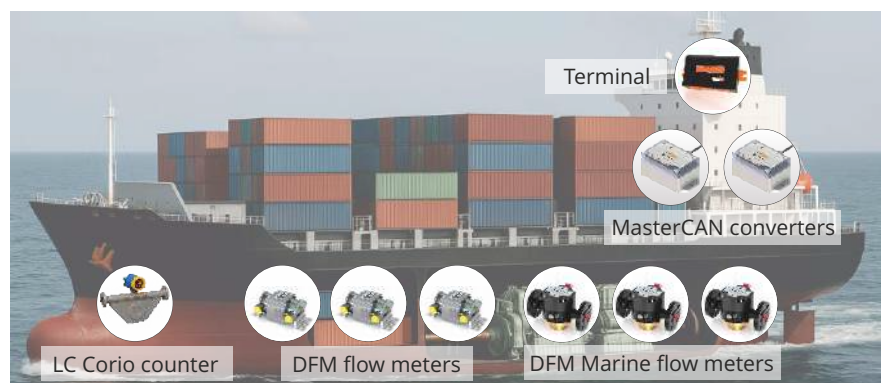 Terminal
MasterCAN converters
LC Corio counter
DFM flow meters
DFM Marine flow meters